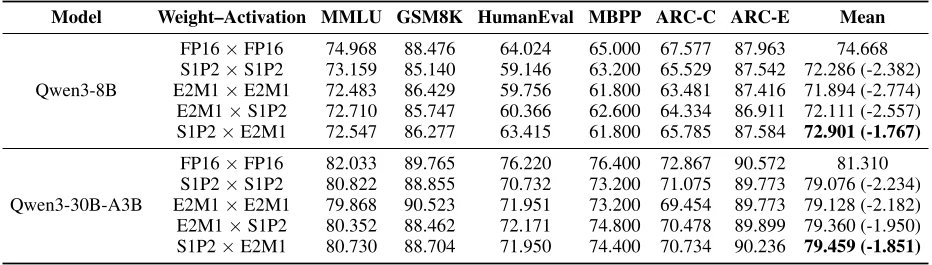 Model Weight–Activation MMLU GSM8K HumanEval MBPP ARC-C ARC-E Mean
FP16 × FP16 74.968 88.476 64.024 65.000 67.577 87.963 74.668
S1P2 × S1P2 73.159 85.140 59.146 63.200 65.529 87.542 72.286 (-2.382)
Qwen3-8B E2M1 × E2M1 72.483 86.429 59.756 61.800 63.481 87.416 71.894 (-2.774)
E2M1 × S1P2 72.710 85.747 60.366 62.600 64.334 86.911 72.111 (-2.557)
S1P2 × E2M1 72.547 86.277 63.415 61.800 65.785 87.584 72.901 (-1.767)
FP16 × FP16 82.033 89.765 76.220 76.400 72.867 90.572 81.310
S1P2 × S1P2 80.822 88.855 70.732 73.200 71.075 89.773 79.076 (-2.234)
Qwen3-30B-A3B E2M1 × E2M1 79.868 90.523 71.951 73.200 69.454 89.773 79.128 (-2.182)
E2M1 × S1P2 80.352 88.462 72.171 74.800 70.478 89.899 79.360 (-1.950)
S1P2 × E2M1 80.730 88.704 71.950 74.400 70.734 90.236 79.459 (-1.851)